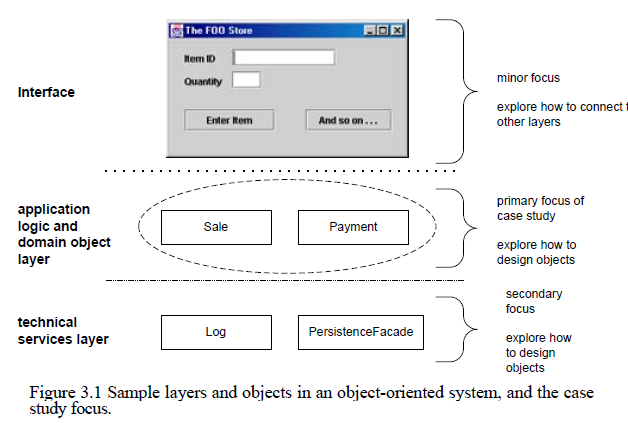 The FOO Store
Item ID
Quantity
Enter Item
And so on . . .
Interface
minor focus
explore how to connect t
other layers
application
logic and
domain object
layer
Sale
Payment
primary focus of
case study
explore how to
design objects
technical
services layer
Log
PersistenceFacade
secondary
focus
explore how
to design
objects
Figure 3.1 Sample layers and objects in an object-oriented system, and the case
study focus.